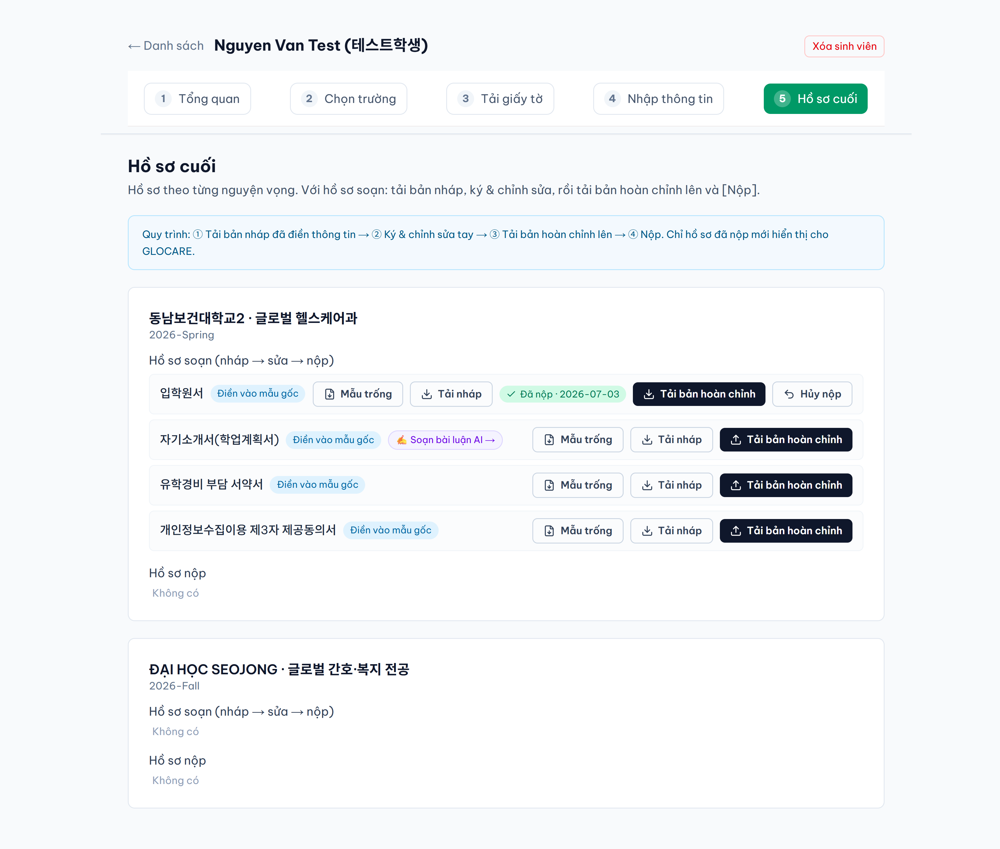 ← Danh sách Nguyen Van Test (테스트학생) Xóa sinh viên
1 Tổng quan 2 Chọn trường 3 Tải giấy tờ 4 Nhập thông tin 5 Hồ sơ cuối
Hồ sơ cuối
Hồ sơ theo từng nguyện vọng. Với hồ sơ soạn: tải bản nháp, ký & chỉnh sửa, rồi tải bản hoàn chỉnh lên và [Nộp].
Quy trình: ① Tải bản nháp đã điền thông tin → ② Ký & chỉnh sửa tay → ③ Tải bản hoàn chỉnh lên → ④ Nộp. Chỉ hồ sơ đã nộp mới hiển thị cho
GLOCARE.
동남보건대학교2 · 글로벌 헬스케어과
2026-Spring
Hồ sơ soạn (nháp → sửa → nộp)
입학원서 Điền vào mẫu gốc Mẫu trống Tải nháp ✓ Đã nộp · 2026-07-03 Tải bản hoàn chỉnh Hủy nộp
자기소개서(학업계획서) Điền vào mẫu gốc ✍️ Soạn bài luận AI → Mẫu trống Tải nháp Tải bản hoàn chỉnh
유학경비 부담 서약서 Điền vào mẫu gốc Mẫu trống Tải nháp Tải bản hoàn chỉnh
개인정보수집이용 제3자 제공동의서 Điền vào mẫu gốc Mẫu trống Tải nháp Tải bản hoàn chỉnh
Hồ sơ nộp
Không có
ĐẠI HỌC SEOJONG · 글로벌 간호·복지 전공
2026-Fall
Hồ sơ soạn (nháp → sửa → nộp)
Không có
Hồ sơ nộp
Không có